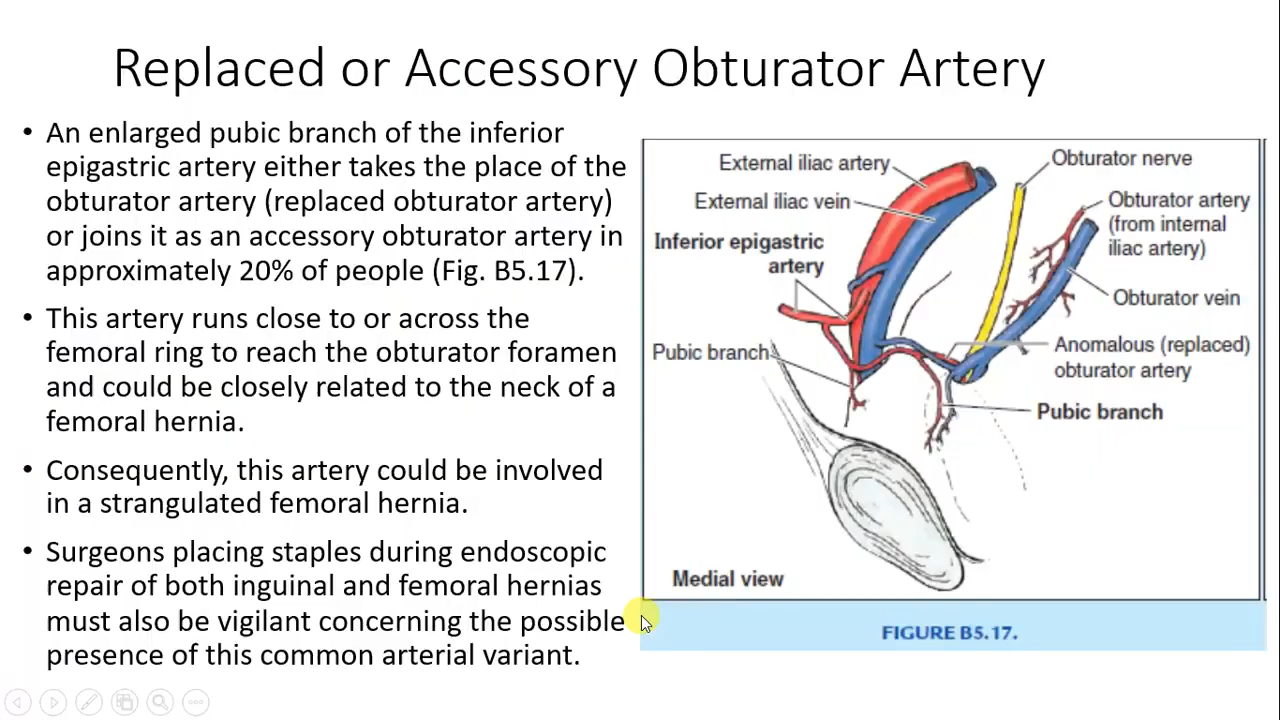 Replaced or Accessory Obturator Artery
• An enlarged pubic branch of the inferior
epigastric artery either takes the place of the
obturator artery (replaced obturator artery)
or joins it as an accessory obturator artery in
approximately 20% of people (Fig. B5.17).
• This artery runs close to or across the
femoral ring to reach the obturator foramen
and could be closely related to the neck of a
femoral hernia.
• Consequently, this artery could be involved
in a strangulated femoral hernia.
• Surgeons placing staples during endoscopic
repair of both inguinal and femoral hernias
must also be vigilant concerning the possible
presence of this common arterial variant.
External iliac artery
External iliac vein
Inferior epigastric
artery
Pubic branch
Obturator nerve
Obturator artery
(from internal
iliac artery)
Obturator vein
Anomalous (replaced)
obturator artery
Pubic branch
Medial view
FIGURE B5.17.